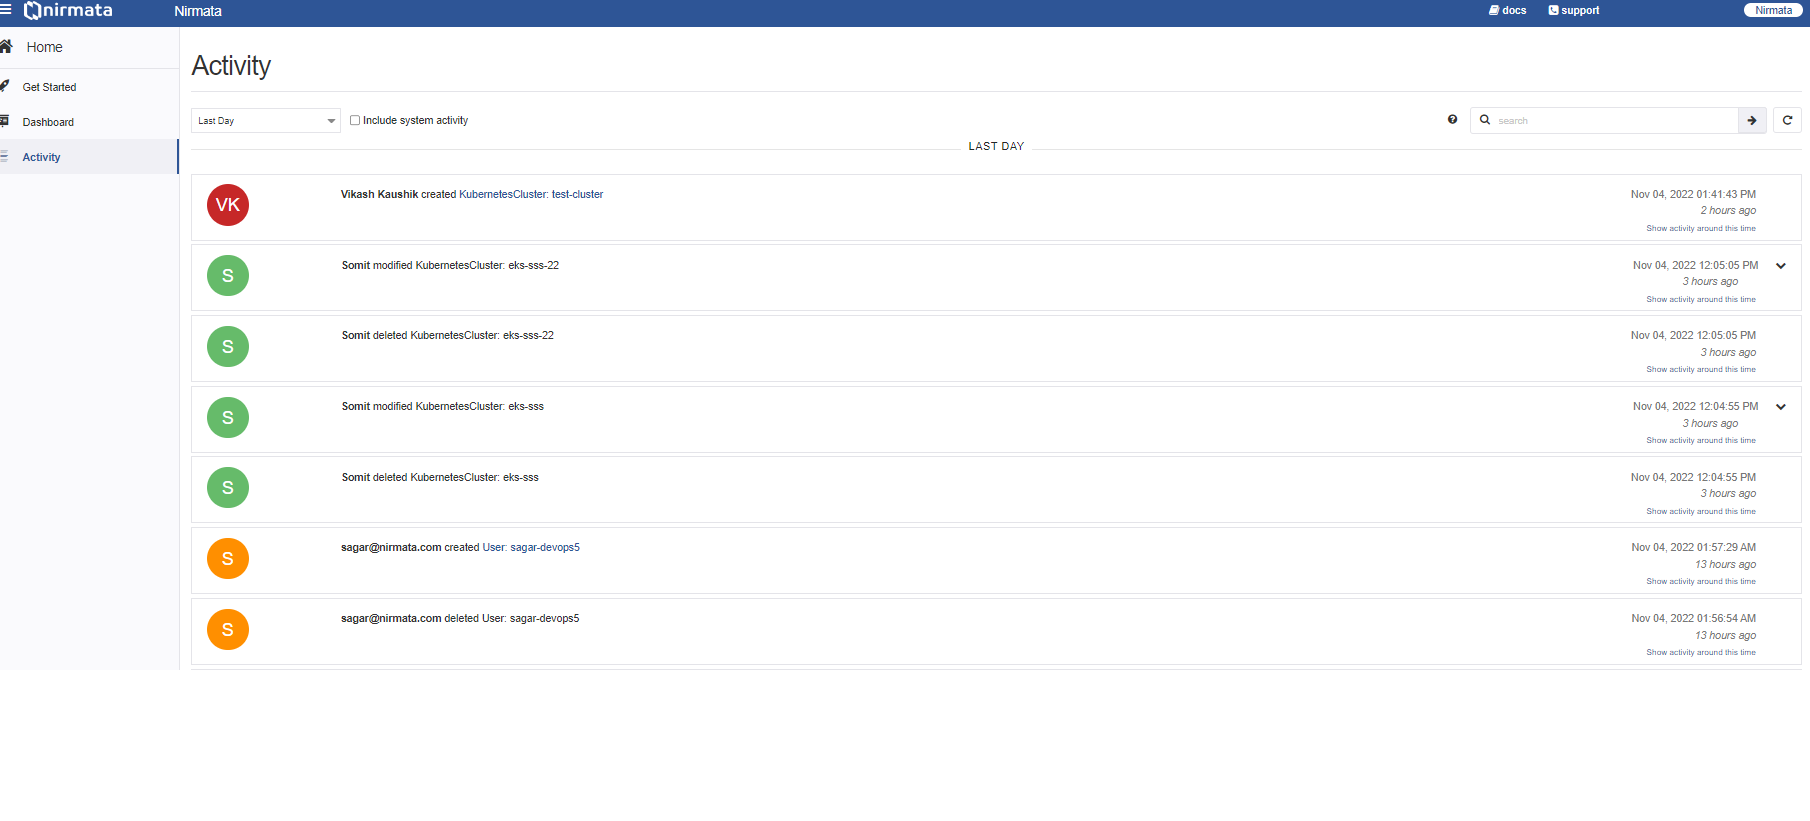 nirmata Nirmata docs support Nirmata
Home
Get Started
Dashboard
Activity
Activity
Last Day Include system activity search
LAST DAY
VK Vikash Kaushik created KubernetesCluster: test-cluster Nov 04, 2022 01:41:43 PM
2 hours ago
Show activity around this time
S Somit modified KubernetesCluster: eks-sss-22 Nov 04, 2022 12:05:05 PM
3 hours ago
Show activity around this time
S Somit deleted KubernetesCluster: eks-sss-22 Nov 04, 2022 12:05:05 PM
3 hours ago
Show activity around this time
S Somit modified KubernetesCluster: eks-sss Nov 04, 2022 12:04:55 PM
3 hours ago
Show activity around this time
S Somit deleted KubernetesCluster: eks-sss Nov 04, 2022 12:04:55 PM
3 hours ago
Show activity around this time
S sagar@nirmata.com created User: sagar-devops5 Nov 04, 2022 01:57:29 AM
13 hours ago
Show activity around this time
S sagar@nirmata.com deleted User: sagar-devops5 Nov 04, 2022 01:56:54 AM
13 hours ago
Show activity around this time